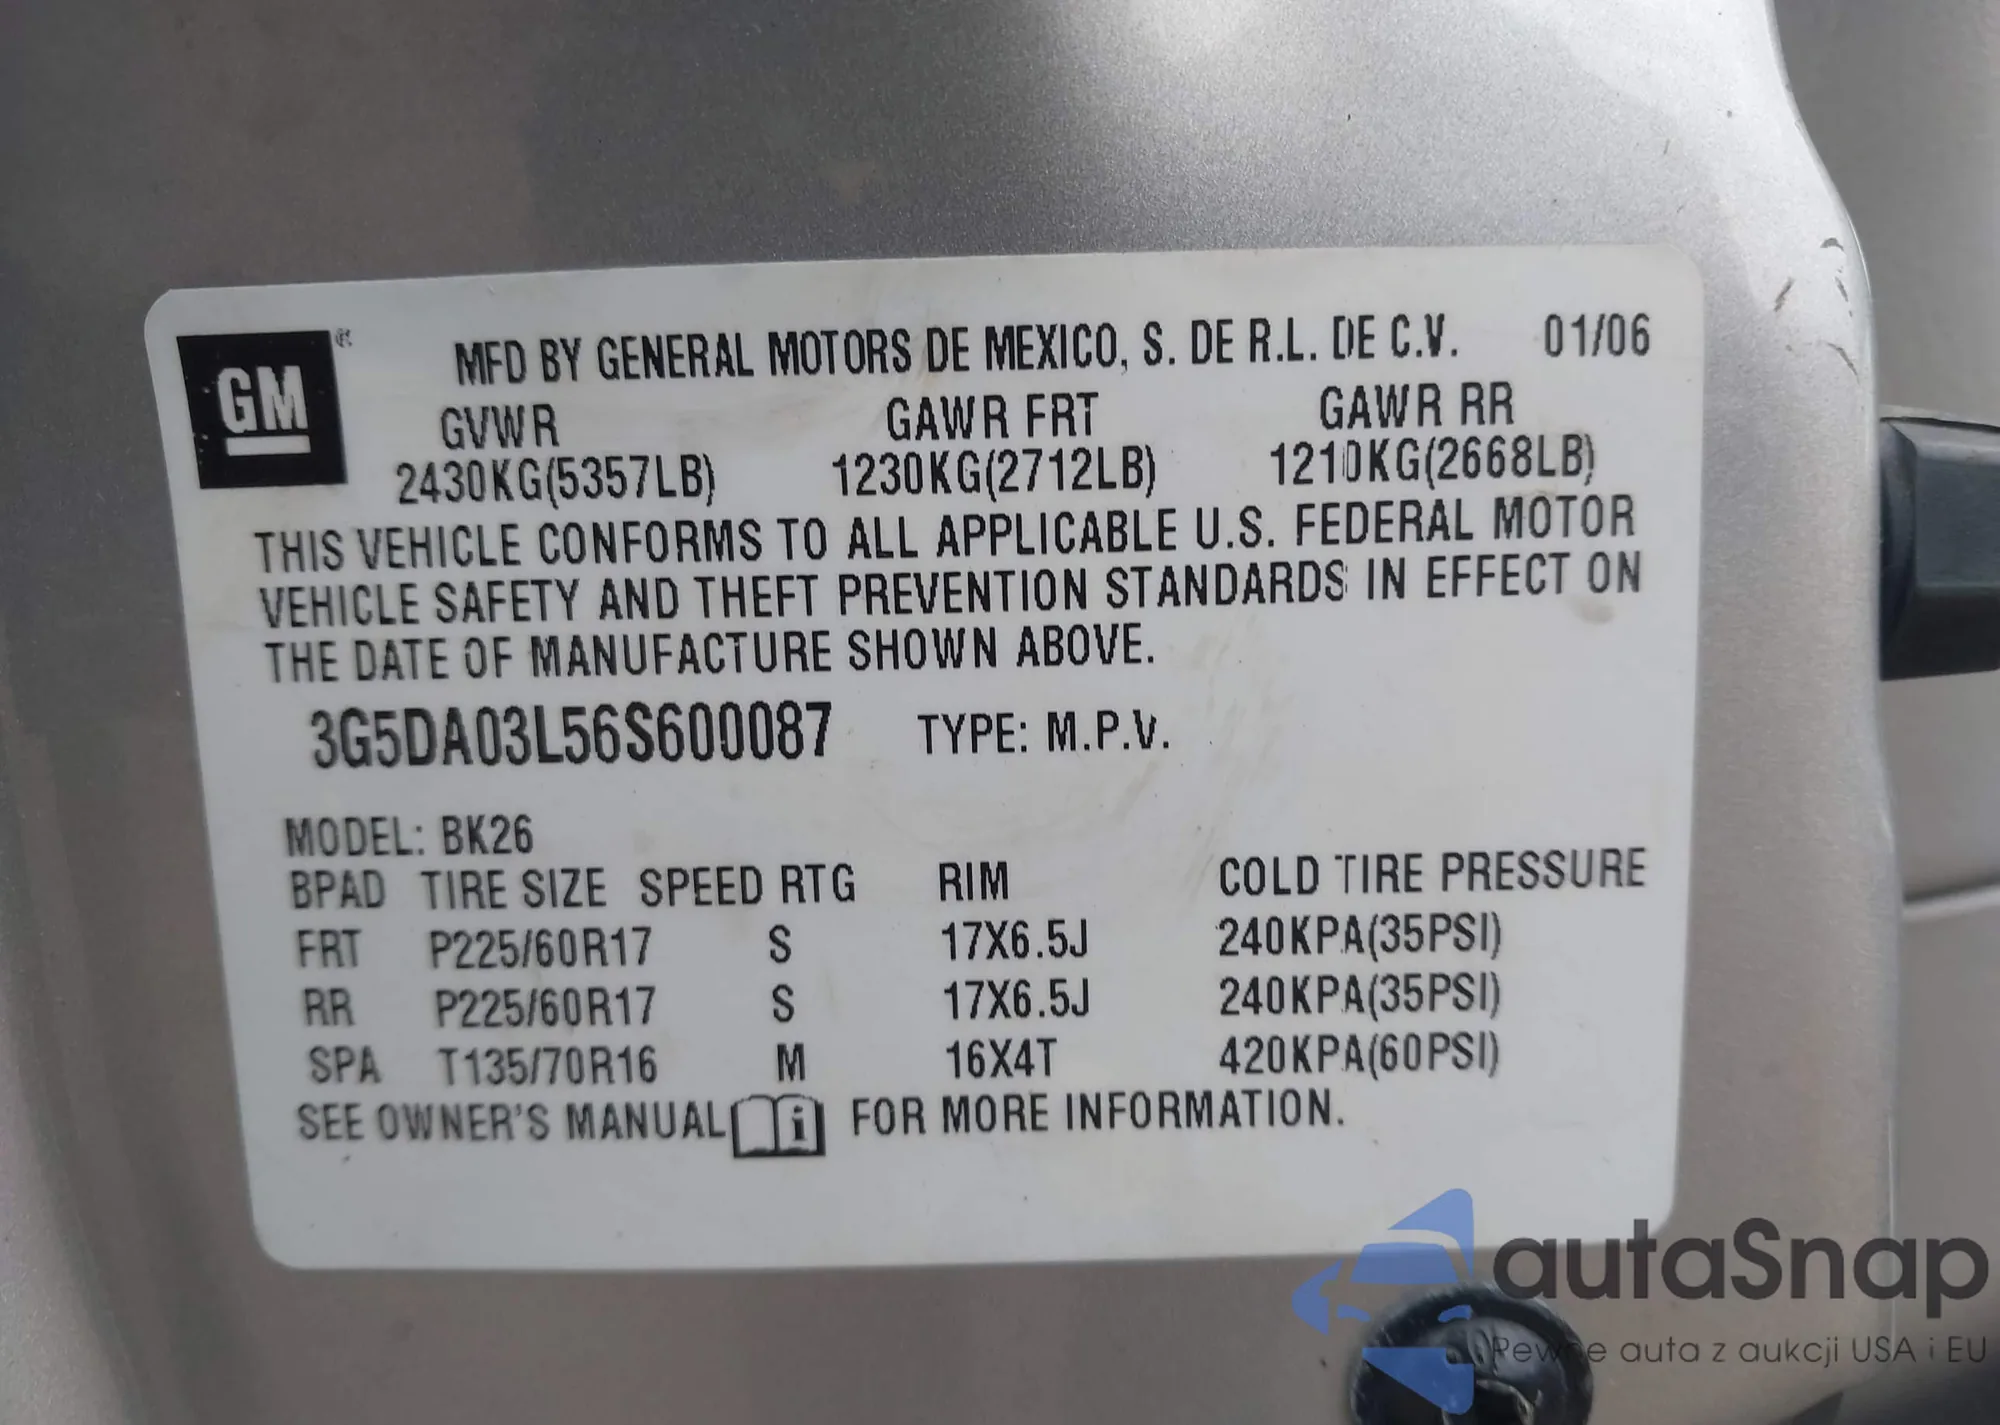 GM ®
MFD BY GENERAL MOTORS DE MEXICO, S. DE R.L. DE C.V. 01/06
GVWR GAWR FRT GAWR RR
2430KG(5357LB) 1230KG(2712LB) 1210KG(2668LB)
THIS VEHICLE CONFORMS TO ALL APPLICABLE U.S. FEDERAL MOTOR
VEHICLE SAFETY AND THEFT PREVENTION STANDARDS IN EFFECT ON
THE DATE OF MANUFACTURE SHOWN ABOVE.
3G5DA03L56S600087 TYPE: M.P.V.
MODEL: BK26
BPAD TIRE SIZE SPEED RTG RIM COLD TIRE PRESSURE
FRT P225/60R17 S 17X6.5J 240KPA(35PSI)
RR P225/60R17 S 17X6.5J 240KPA(35PSI)
SPA T135/70R16 M 16X4T 420KPA(60PSI)
SEE OWNER'S MANUAL i FOR MORE INFORMATION.
autaSnap
Pewne auta z aukcji USA i EU